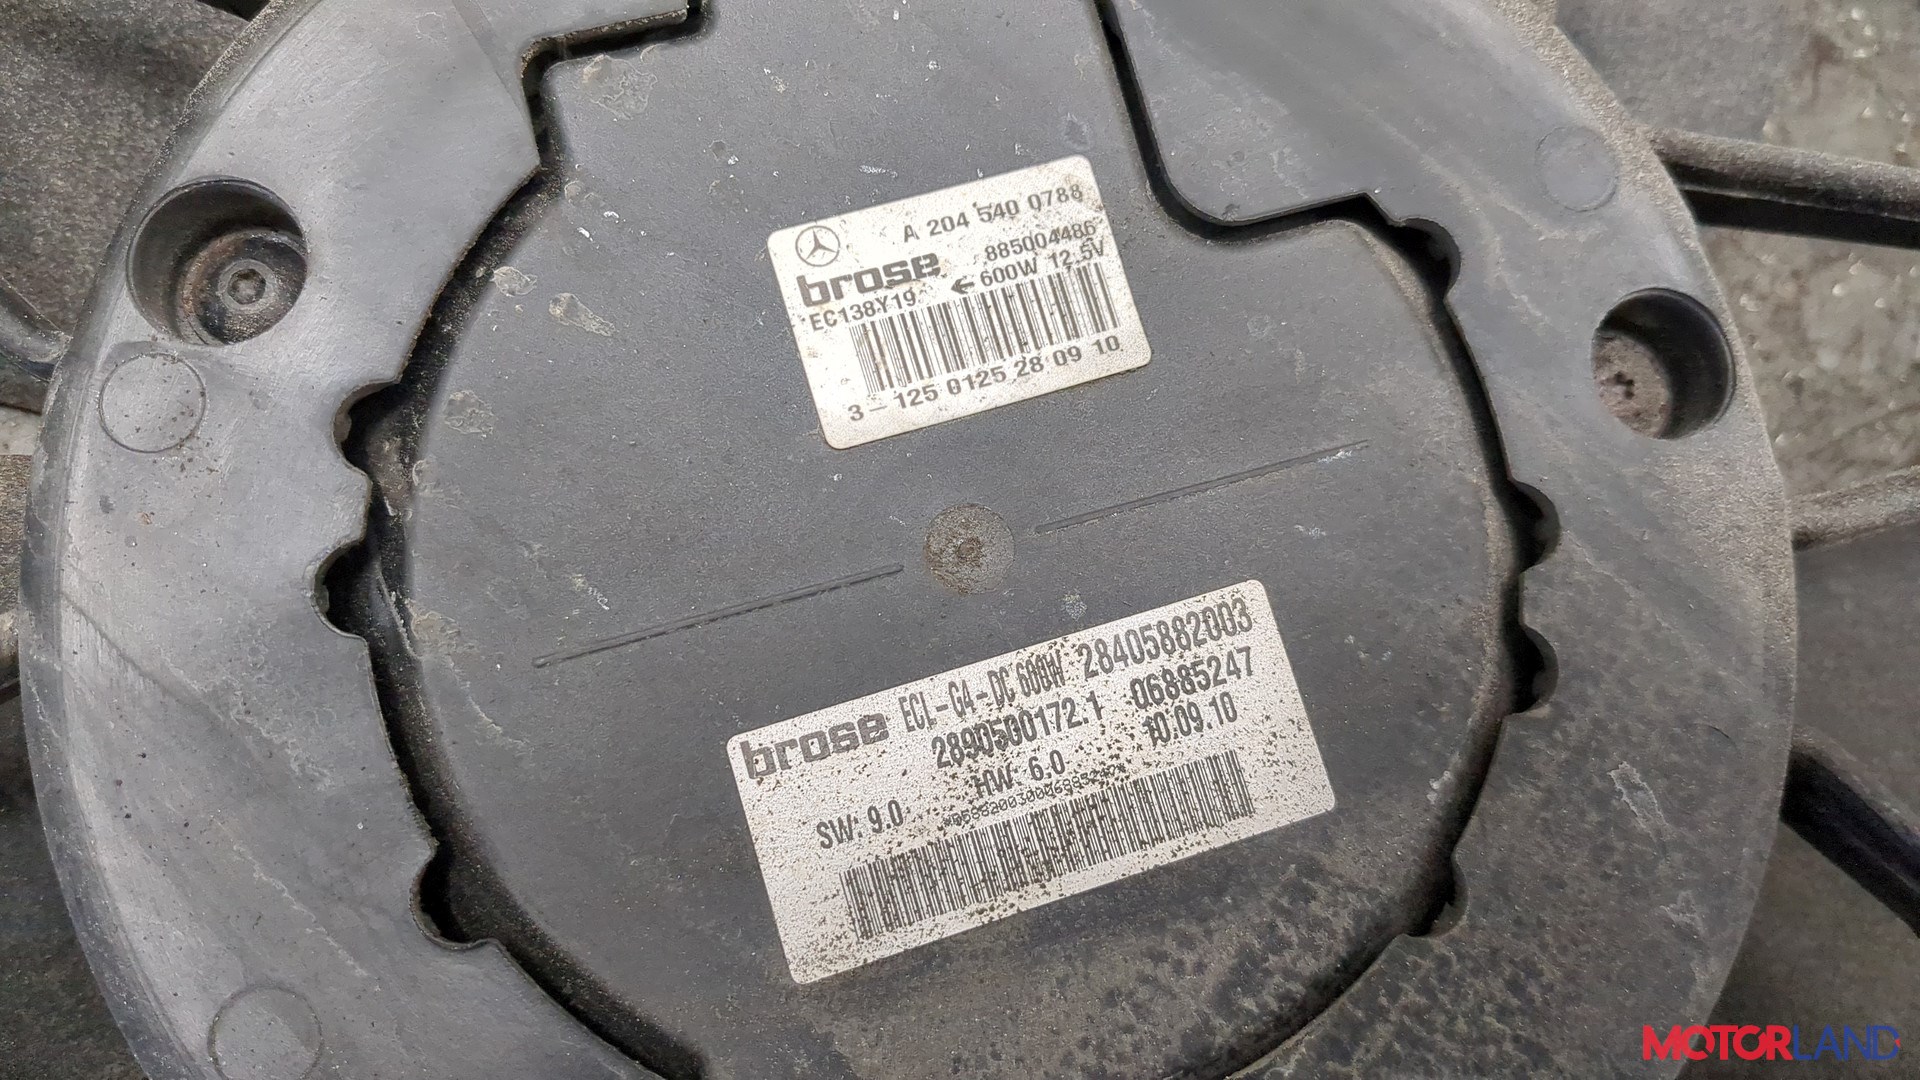 A 204 540 0788
brose 885004486
EC138Y19 ← 600W 12.5V
3-125 0125 28 09 10
brose ECL-G4-DC 600W 28405882003
2890500172.1 06885247
SW: 9.0 HW: 6.0 10.09.10
MOTORLAND